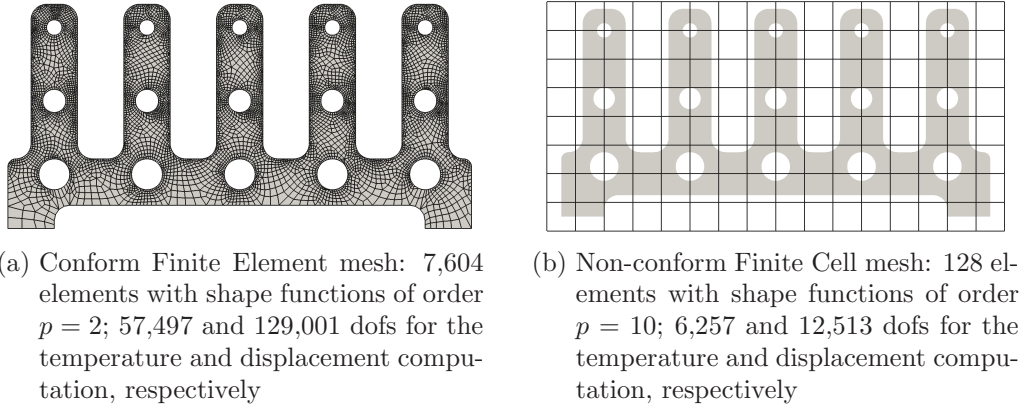 (a) Conform Finite Element mesh: 7,604
elements with shape functions of order
p = 2; 57,497 and 129,001 dofs for the
temperature and displacement compu-
tation, respectively
(b) Non-conform Finite Cell mesh: 128 el-
ements with shape functions of order
p = 10; 6,257 and 12,513 dofs for the
temperature and displacement compu-
tation, respectively